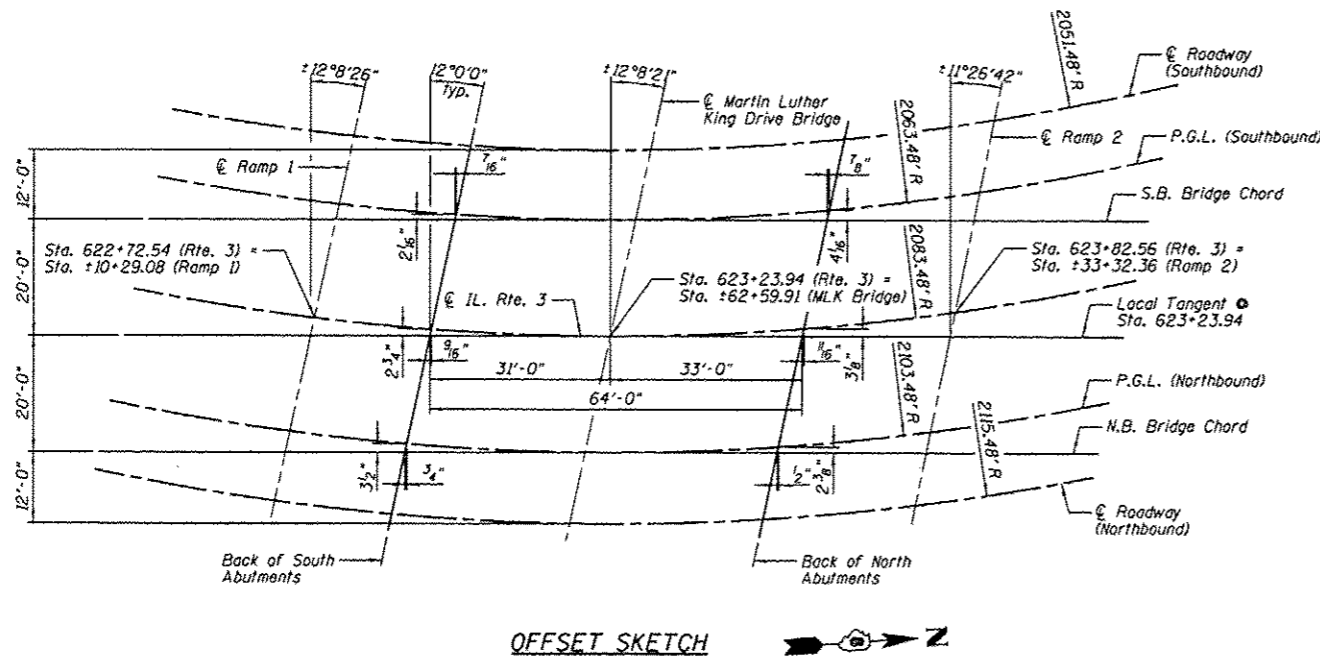 ±12°8'26"
12°0'0"
typ.
±12°8'21"
±11°26'42"
2051.48' R
℄ Roadway
(Southbound)
℄ Martin Luther
King Drive Bridge
2063.48' R
℄ Ramp 2
P.G.L. (Southbound)
℄ Ramp 1
12'-0"
7/16"
7/8"
S.B. Bridge Chord
2 1/16"
4 1/16"
Sta. 622+72.54 (Rte. 3) =
Sta. ±10+29.08 (Ramp 1)
20'-0"
℄ IL. Rte. 3
Sta. 623+23.94 (Rte. 3) =
Sta. ±62+59.91 (MLK Bridge)
2083.48' R
Sta. 623+82.56 (Rte. 3) =
Sta. ±33+32.36 (Ramp 2)
Local Tangent @
Sta. 623+23.94
2 3/4"
9/16"
31'-0"
33'-0"
11/16"
3 1/8"
64'-0"
20'-0"
2103.48' R
P.G.L. (Northbound)
N.B. Bridge Chord
3 1/2"
3/4"
1/2"
2 3/8"
2115.48' R
12'-0"
℄ Roadway
(Northbound)
Back of South
Abutments
Back of North
Abutments
OFFSET SKETCH
N